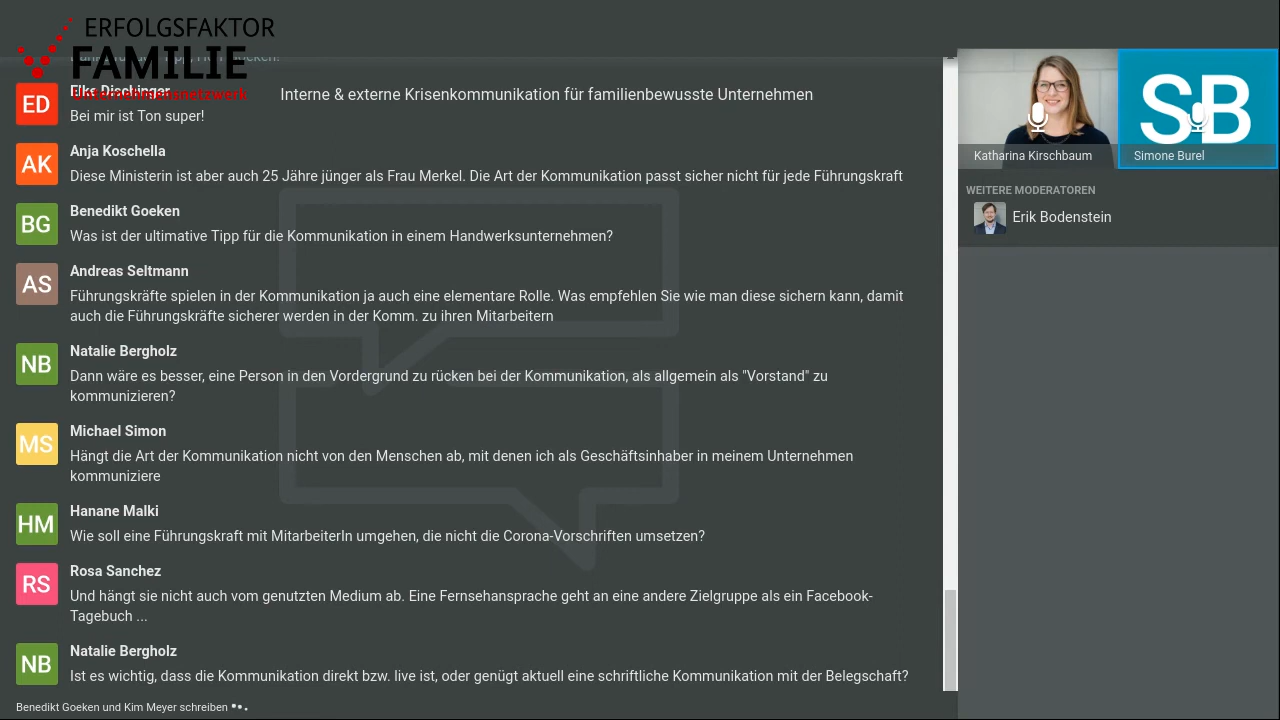 ERFOLGSFAKTOR
FAMILIE
Unternehmensnetzwerk
Interne & externe Krisenkommunikation für familienbewusste Unternehmen
ED
Elke Dischinger
Bei mir ist Ton super!
AK
Anja Koschella
Diese Ministerin ist aber auch 25 Jähre jünger als Frau Merkel. Die Art der Kommunikation passt sicher nicht für jede Führungskraft
BG
Benedikt Goeken
Was ist der ultimative Tipp für die Kommunikation in einem Handwerksunternehmen?
AS
Andreas Seltmann
Führungskräfte spielen in der Kommunikation ja auch eine elementare Rolle. Was empfehlen Sie wie man diese sichern kann, damit
auch die Führungskräfte sicherer werden in der Komm. zu ihren Mitarbeitern
NB
Natalie Bergholz
Dann wäre es besser, eine Person in den Vordergrund zu rücken bei der Kommunikation, als allgemein als "Vorstand" zu
kommunizieren?
MS
Michael Simon
Hängt die Art der Kommunikation nicht von den Menschen ab, mit denen ich als Geschäftsinhaber in meinem Unternehmen
kommuniziere
HM
Hanane Malki
Wie soll eine Führungskraft mit MitarbeiterIn umgehen, die nicht die Corona-Vorschriften umsetzen?
RS
Rosa Sanchez
Und hängt sie nicht auch vom genutzten Medium ab. Eine Fernsehansprache geht an eine andere Zielgruppe als ein Facebook-
Tagebuch ...
NB
Natalie Bergholz
Ist es wichtig, dass die Kommunikation direkt bzw. live ist, oder genügt aktuell eine schriftliche Kommunikation mit der Belegschaft?
Benedikt Goeken und Kim Meyer schreiben
SB
Katharina Kirschbaum
Simone Burel
WEITERE MODERATOREN
Erik Bodenstein